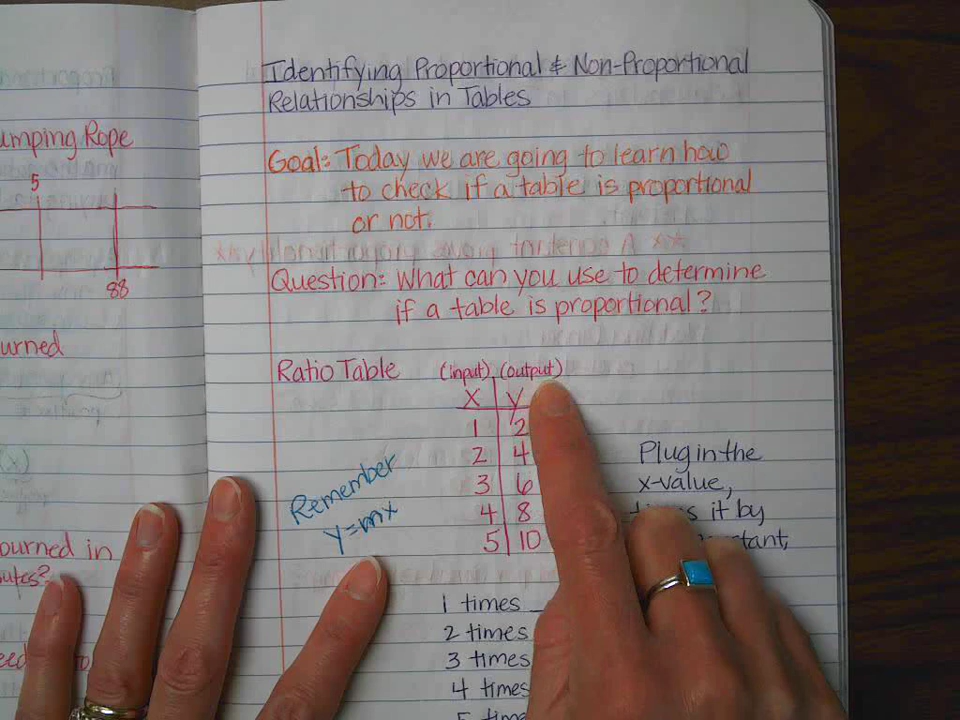 umping Rope
5
88
urned
ourned in
Identifying Proportional & Non-Proportional
Relationships in Tables
Goal: Today we are going to learn how
to check if a table is proportional
or not.
Question: What can you use to determine
if a table is proportional?
Ratio Table (input) (output)
X Y
1 2
2 4
3 6
4 8
5 10
Remember
y=mx
Plug in the
x-value,
it by
1 times
2 times
3 times
4 times
5